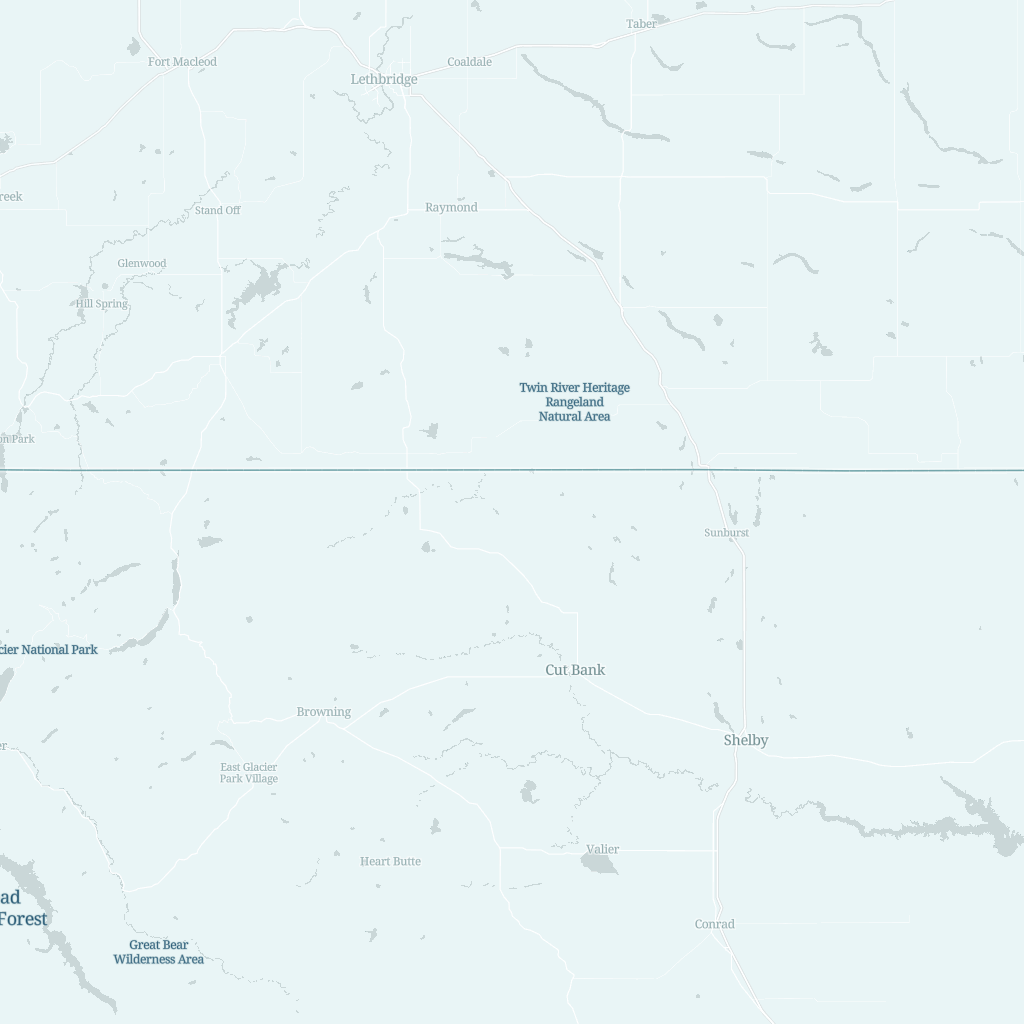 Taber
Fort Macleod
Coaldale
Lethbridge
reek
Stand Off
Raymond
Glenwood
Hill Spring
Twin River Heritage
Rangeland
Natural Area
on Park
Sunburst
cier National Park
Cut Bank
Browning
Shelby
er
East Glacier
Park Village
Valier
Heart Butte
ad
Forest
Conrad
Great Bear
Wilderness Area